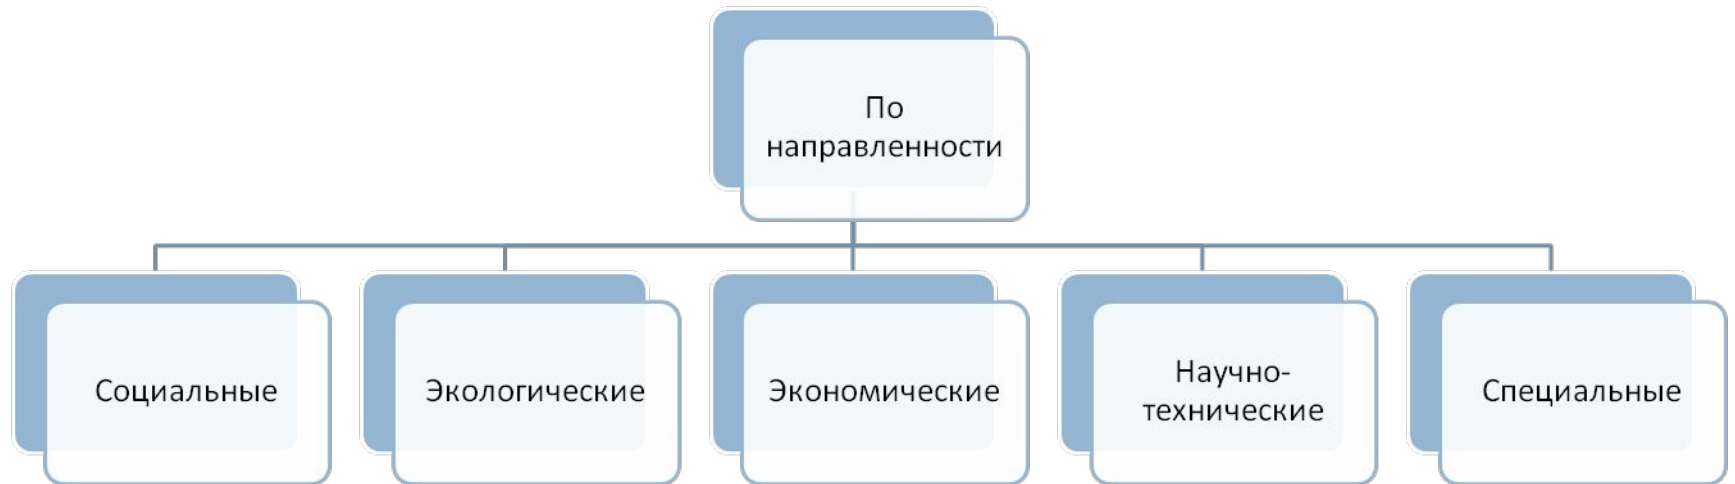 По
направленности
Социальные
Экологические
Экономические
Научно-
технические
Специальные